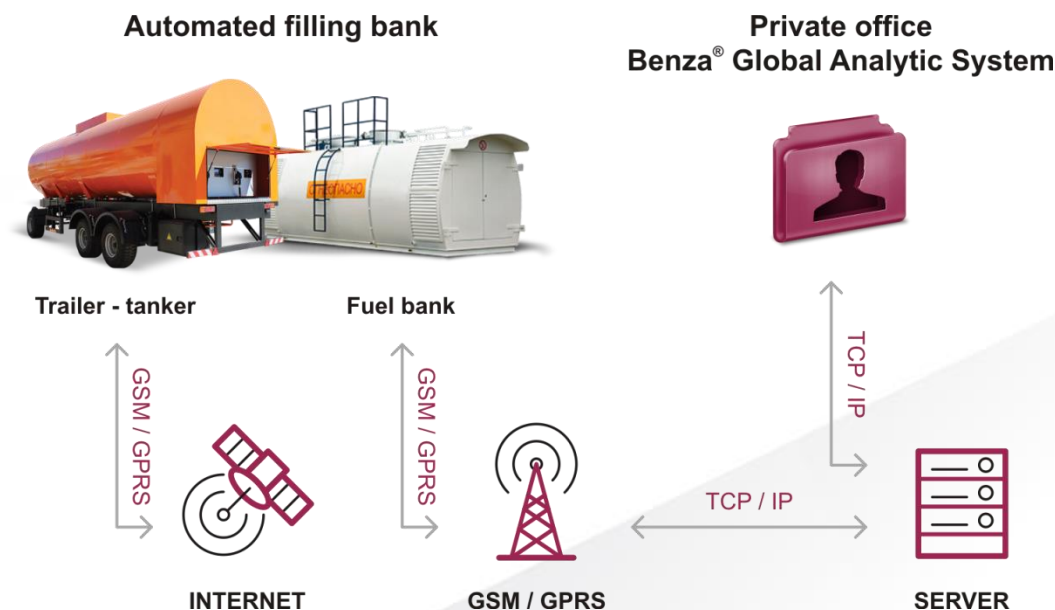 Automated filling bank
Private office
Benza® Global Analytic System
Trailer - tanker
Fuel bank
GSM / GPRS
GSM / GPRS
TCP / IP
TCP / IP
INTERNET
GSM / GPRS
SERVER